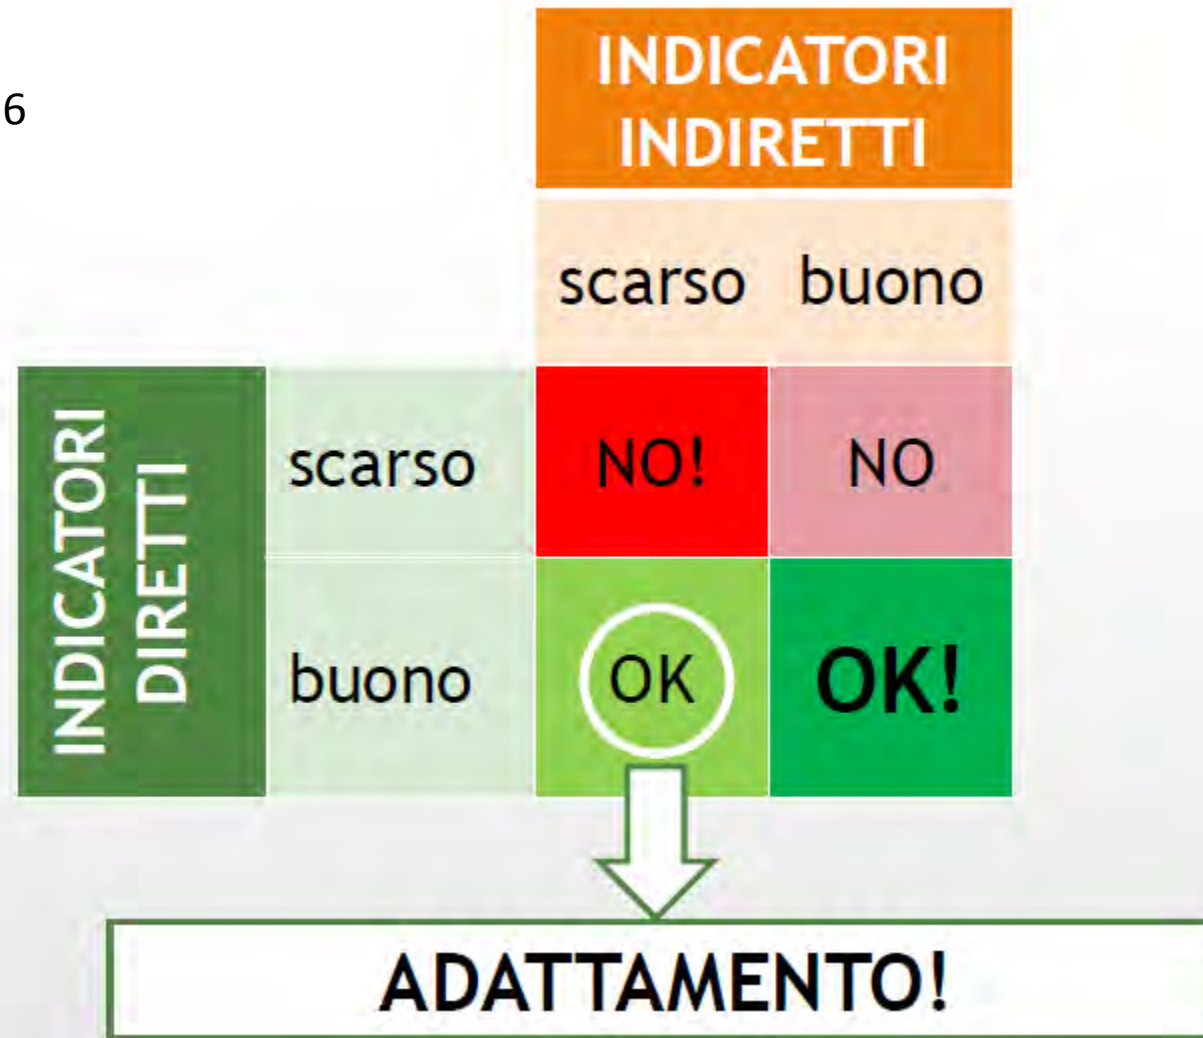 6
INDICATORI
INDIRETTI
scarso buono
INDICATORI
DIRETTI
scarso NO! NO
buono OK OK!
ADATTAMENTO!